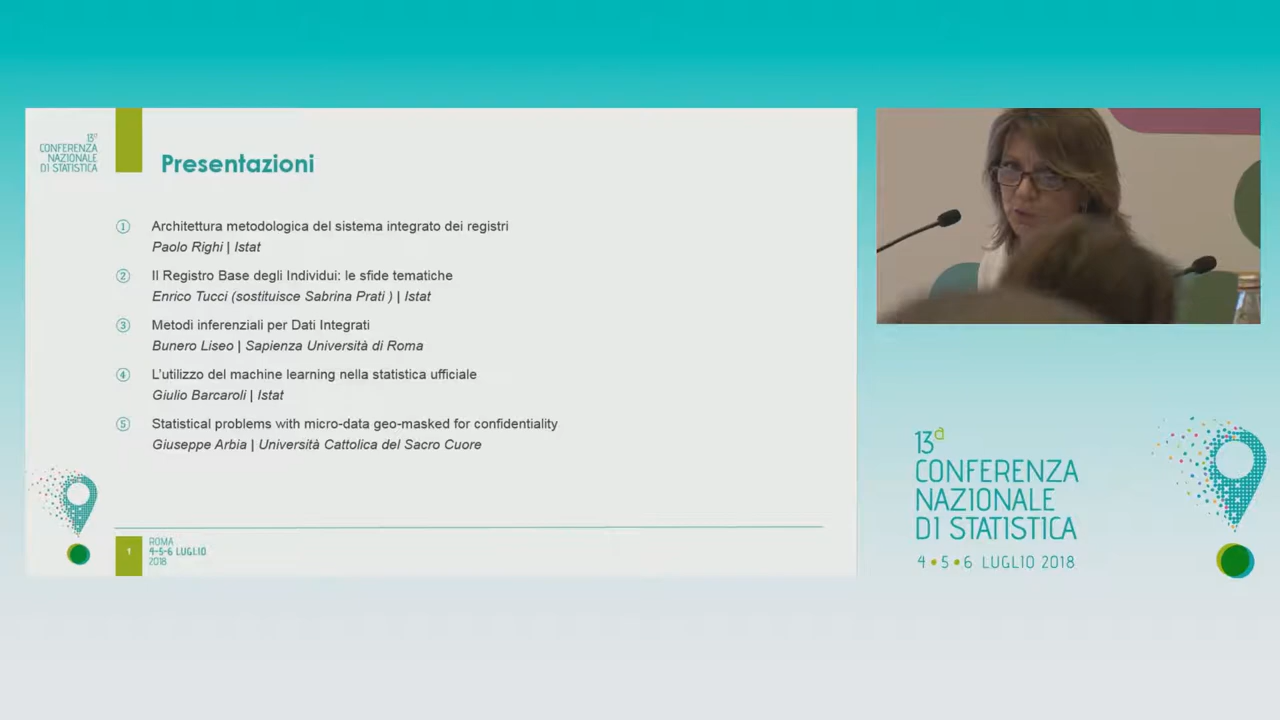 13ª
CONFERENZA
NAZIONALE
DI STATISTICA
Presentazioni
1 Architettura metodologica del sistema integrato dei registri
Paolo Righi | Istat
2 Il Registro Base degli Individui: le sfide tematiche
Enrico Tucci (sostituisce Sabrina Prati ) | Istat
3 Metodi inferenziali per Dati Integrati
Bunero Liseo | Sapienza Università di Roma
4 L'utilizzo del machine learning nella statistica ufficiale
Giulio Barcaroli | Istat
5 Statistical problems with micro-data geo-masked for confidentiality
Giuseppe Arbia | Università Cattolica del Sacro Cuore
1
ROMA
4-5-6 LUGLIO
2018
13ª
CONFERENZA
NAZIONALE
DI STATISTICA
4 • 5 • 6 LUGLIO 2018